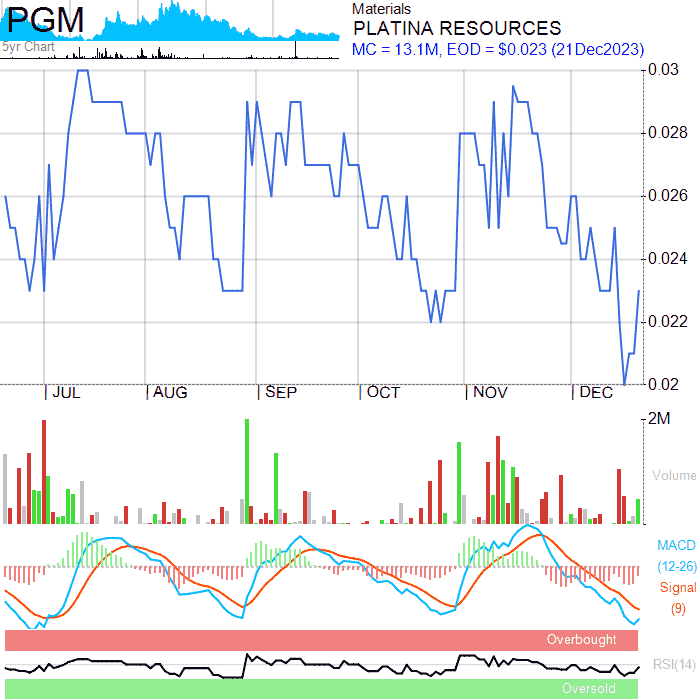 PGM
5yr Chart
Materials
PLATINA RESOURCES
MC = 13.1M, EOD = $0.023 (21Dec2023)
0.03
0.028
0.026
0.024
0.022
0.02
JUL AUG SEP OCT NOV DEC
2M
Volume
MACD
(12-26)
Signal
(9)
Overbought
RSI(14)
Oversold